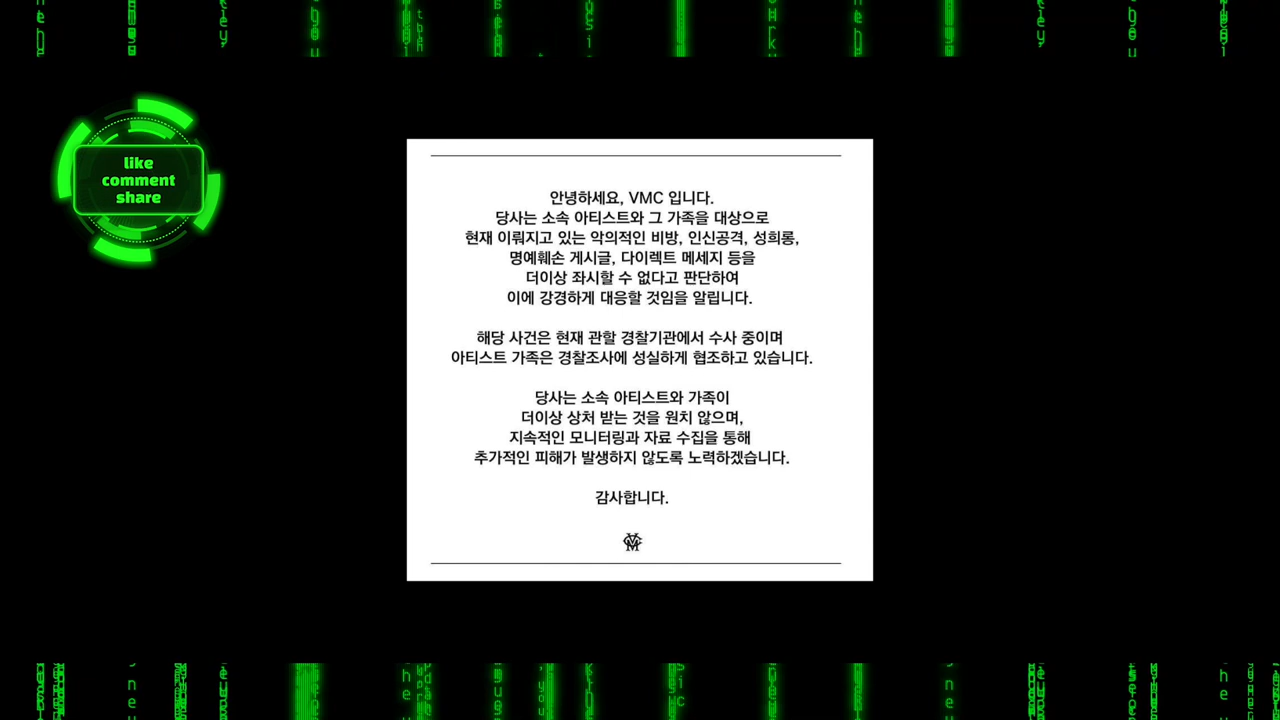 like
comment
share
안녕하세요, VMC 입니다.
당사는 소속 아티스트와 그 가족을 대상으로
현재 이뤄지고 있는 악의적인 비방, 인신공격, 성희롱,
명예훼손 게시글, 다이렉트 메세지 등을
더이상 좌시할 수 없다고 판단하여
이에 강경하게 대응할 것임을 알립니다.
해당 사건은 현재 관할 경찰기관에서 수사 중이며
아티스트 가족은 경찰조사에 성실하게 협조하고 있습니다.
당사는 소속 아티스트와 가족이
더이상 상처 받는 것을 원치 않으며,
지속적인 모니터링과 자료 수집을 통해
추가적인 피해가 발생하지 않도록 노력하겠습니다.
감사합니다.